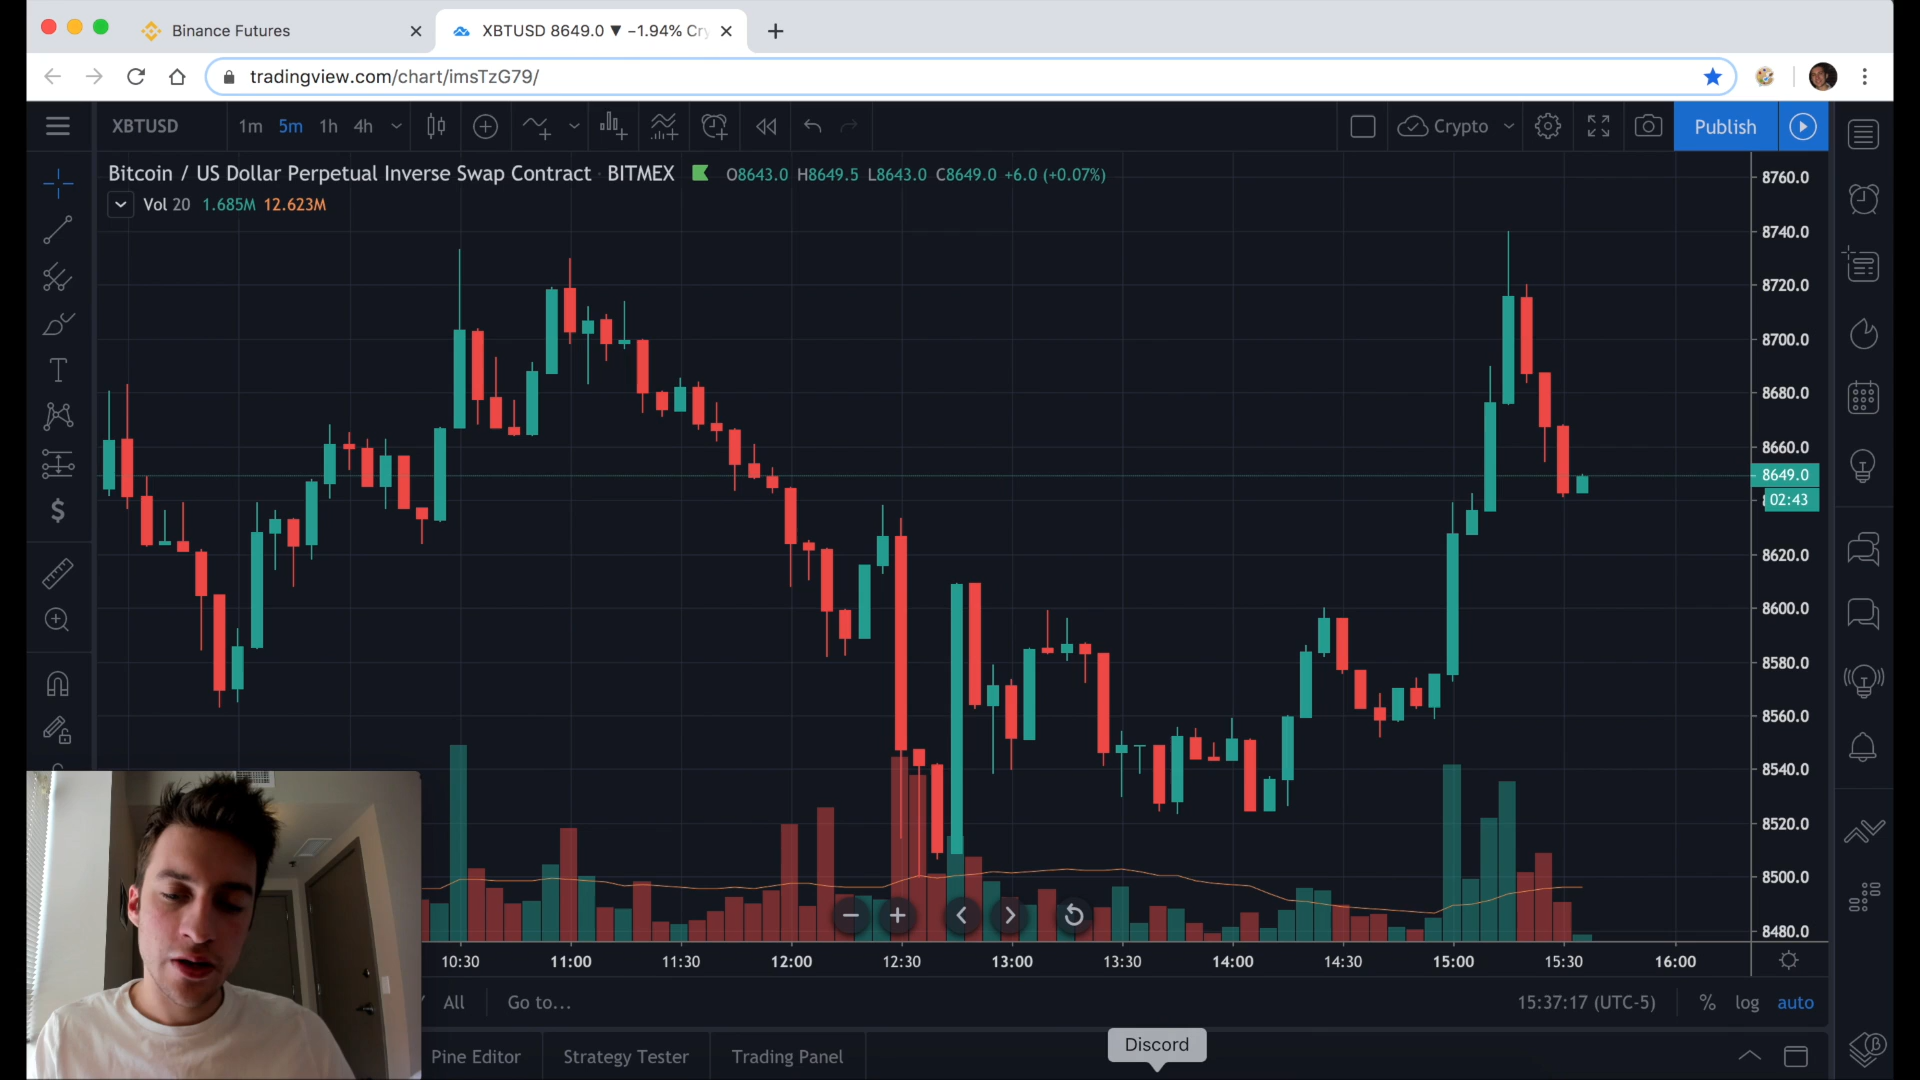 Binance Futures
XBTUSD 8649.0 ▼ −1.94% Cry
tradingview.com/chart/imsTzG79/
XBTUSD 1m 5m 1h 4h Crypto Publish
Bitcoin / US Dollar Perpetual Inverse Swap Contract BITMEX O8643.0 H8649.5 L8643.0 C8649.0 +6.0 (+0.07%)
Vol 20 1.685M 12.623M
8760.0
8740.0
8720.0
8700.0
8680.0
8660.0
8649.0
02:43
8620.0
8600.0
8580.0
8560.0
8540.0
8520.0
8500.0
8480.0
10:30 11:00 11:30 12:00 12:30 13:00 13:30 14:00 14:30 15:00 15:30 16:00
All Go to... 15:37:17 (UTC-5) % log auto
Pine Editor Strategy Tester Trading Panel
Discord